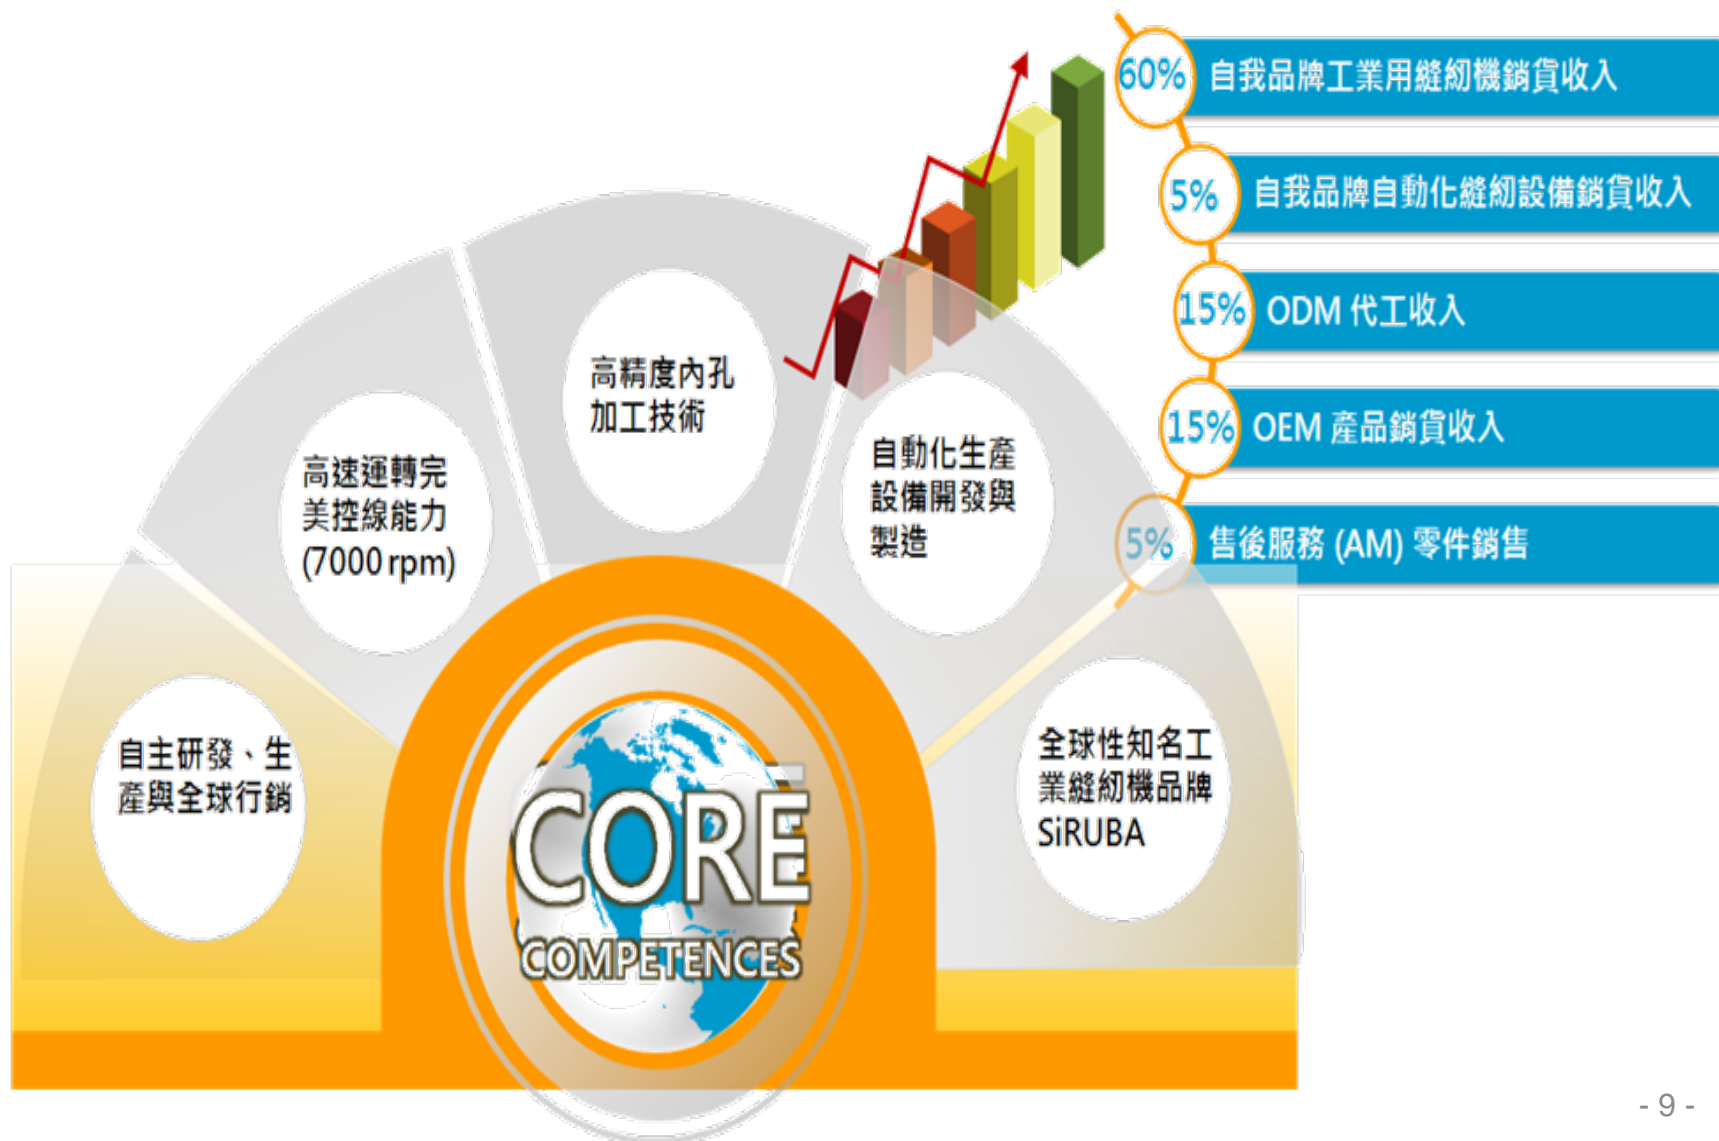 60% 自我品牌工業用縫紉機銷貨收入
5% 自我品牌自動化縫紉設備銷貨收入
15% ODM 代工收入
15% OEM 產品銷貨收入
5% 售後服務 (AM) 零件銷售
自主研發、生
產與全球行銷
高速運轉完
美控線能力
(7000 rpm)
高精度內孔
加工技術
自動化生產
設備開發與
製造
全球性知名工
業縫紉機品牌
SiRUBA
CORE
COMPETENCES
- 9 -